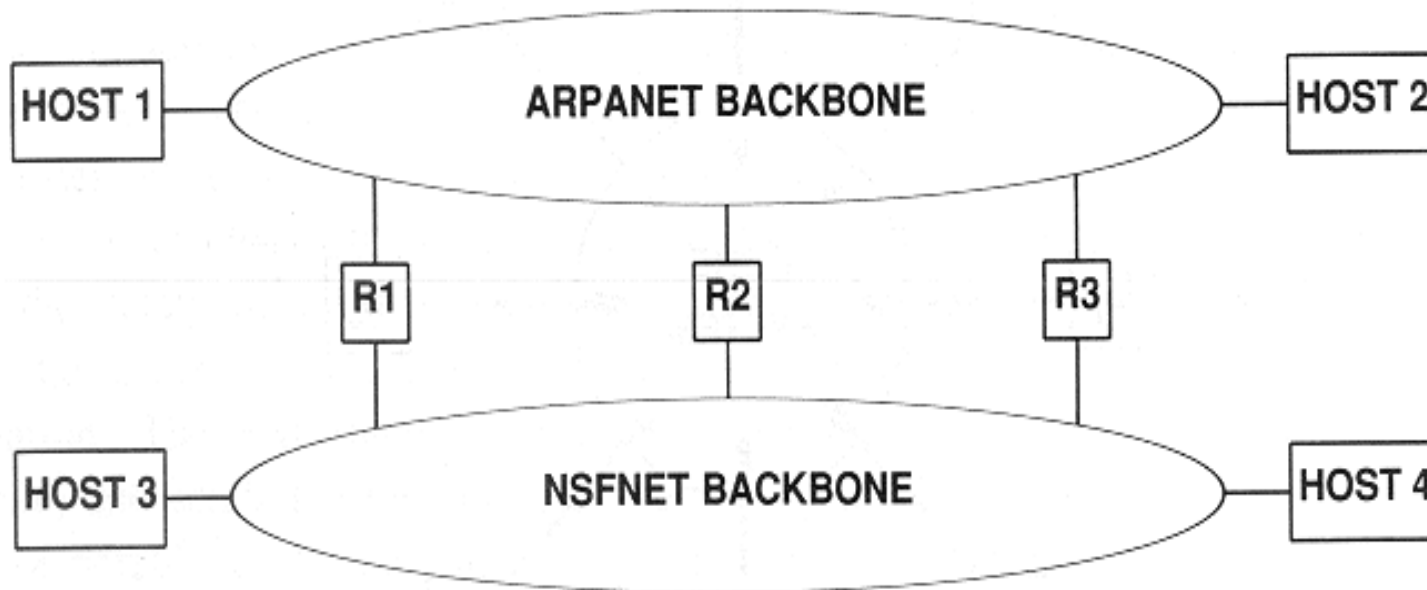 ARPANET BACKBONE
HOST 1
HOST 2
R1
R2
R3
NSFNET BACKBONE
HOST 3
HOST 4